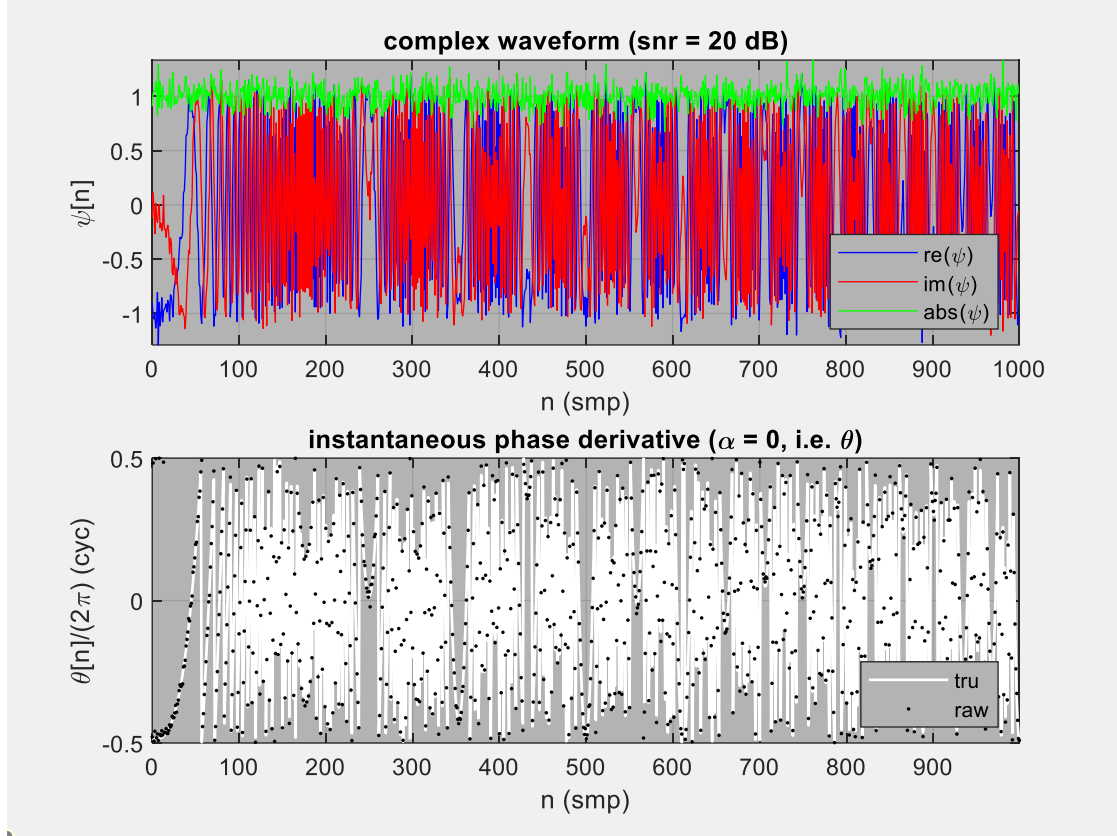 complex waveform (snr = 20 dB)
1
0.5
0
-0.5
-1
ψ[n]
re(ψ)
im(ψ)
abs(ψ)
0 100 200 300 400 500 600 700 800 900 1000
n (smp)
instantaneous phase derivative (α = 0, i.e. θ)
0.5
0
-0.5
θ[n]/(2π) (cyc)
tru
raw
0 100 200 300 400 500 600 700 800 900
n (smp)